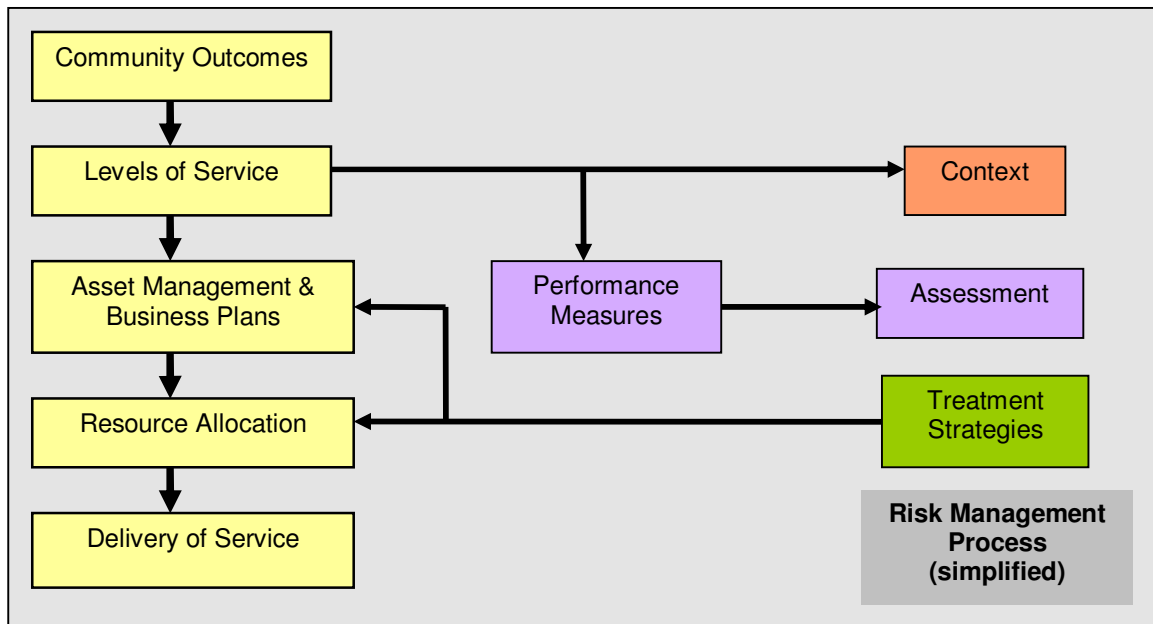 Community Outcomes
Levels of Service
Context
Asset Management &
Business Plans
Performance
Measures
Assessment
Resource Allocation
Treatment
Strategies
Delivery of Service
Risk Management
Process
(simplified)